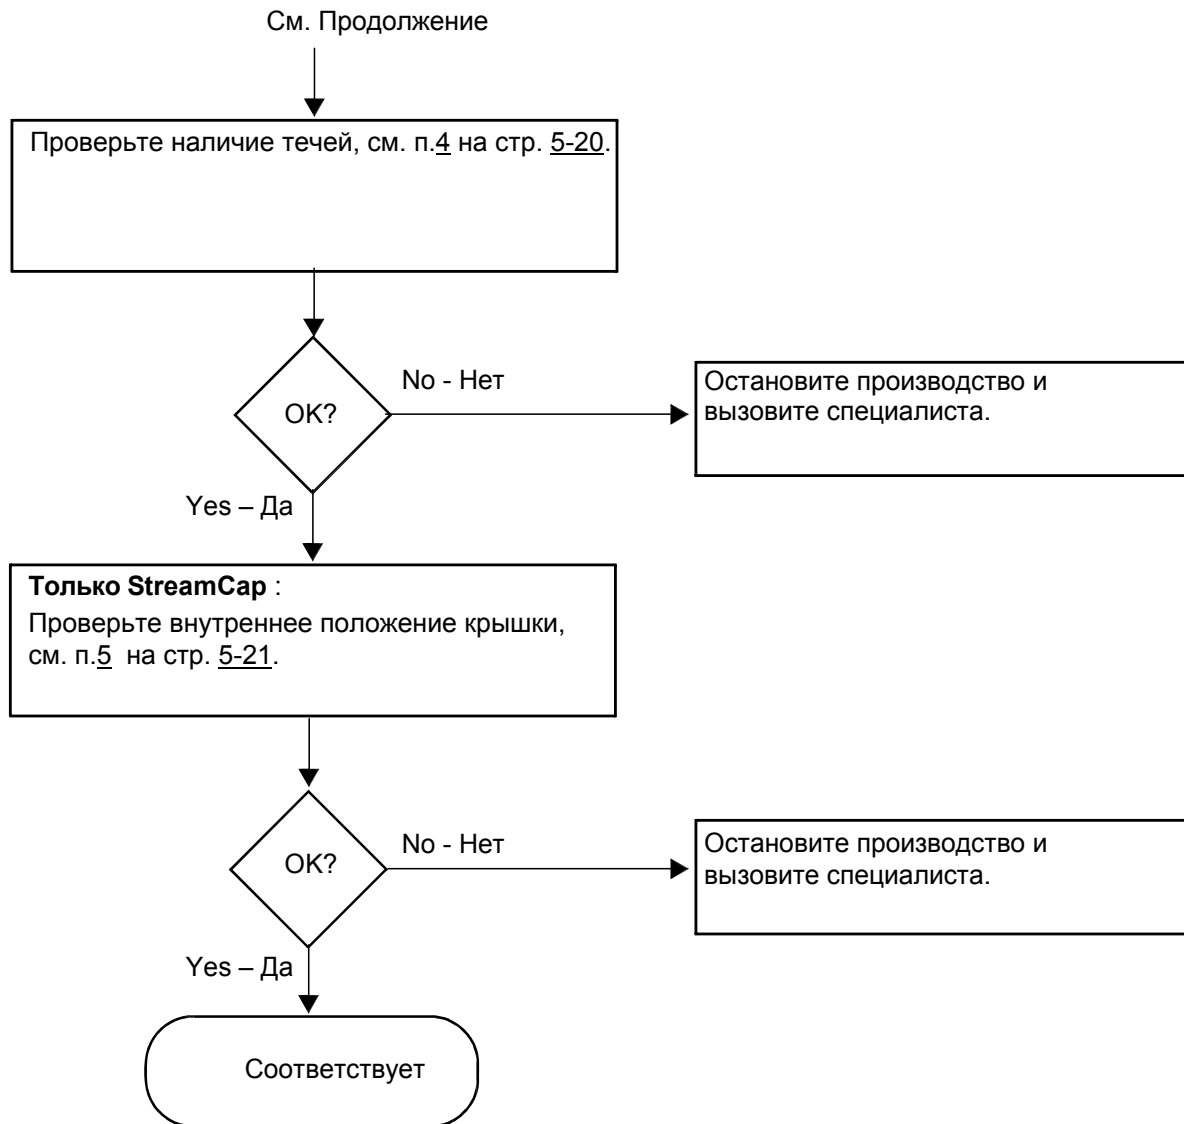 См. Продолжение
Проверьте наличие течей, см. п.4 на стр. 5-20.
OK?
No - Нет
Остановите производство и
вызовите специалиста.
Yes – Да
Только StreamCap :
Проверьте внутреннее положение крышки,
см. п.5 на стр. 5-21.
OK?
No - Нет
Остановите производство и
вызовите специалиста.
Yes – Да
Соответствует